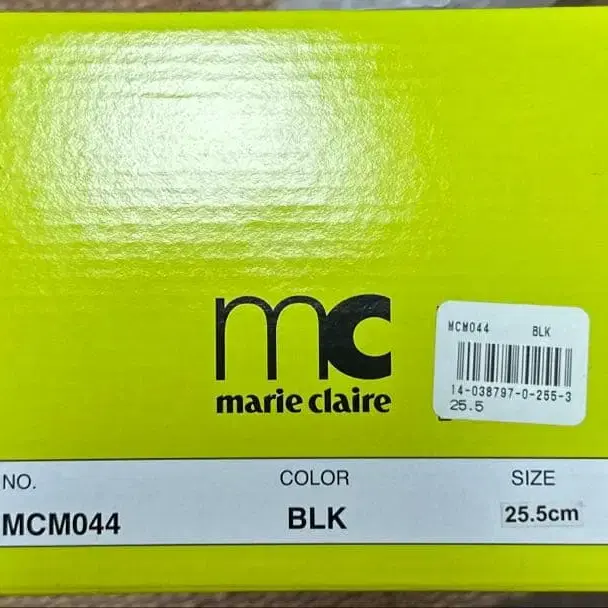 mc
marie claire
MCM044 BLK
14-038797-0-255-3
25.5
NO. COLOR SIZE
MCM044 BLK 25.5cm